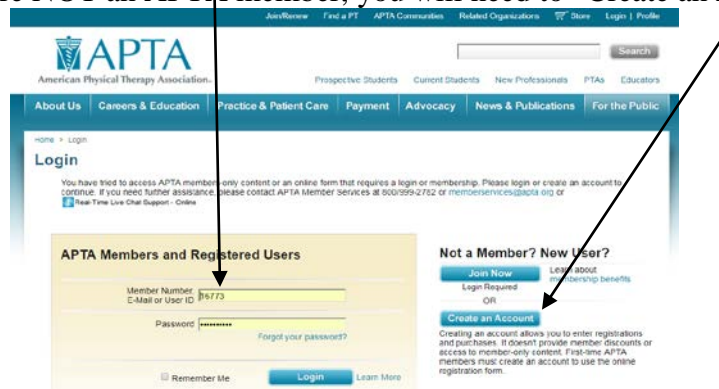 an APTA member, you will need to "Create an
Join/Renew Find a PT APTA Communities Related Organizations Store Login | Profile
APTA
American Physical Therapy Association.
Search
Prospective Students Current Students New Professionals PTAs Educators
About Us Careers & Education Practice & Patient Care Payment Advocacy News & Publications For the Public
Home > Login
Login
You have tried to access APTA members-only content or an online form that requires a login or membership. Please login or create an account to
continue. If you need further assistance, please contact APTA Member Services at 800/999-2782 or memberservices@apta.org or
Real-Time Live Chat Support - Online
APTA Members and Registered Users
Member Number,
E-Mail or User ID 16773
Password
Forgot your password?
Remember Me Login Learn More
Not a Member? New User?
Join Now Learn about
membership benefits
Login Required
OR
Create an Account
Creating an account allows you to enter registrations
and purchases. It doesn't provide member discounts or
access to member-only content. First-time APTA
members must create an account to use the online
registration form.